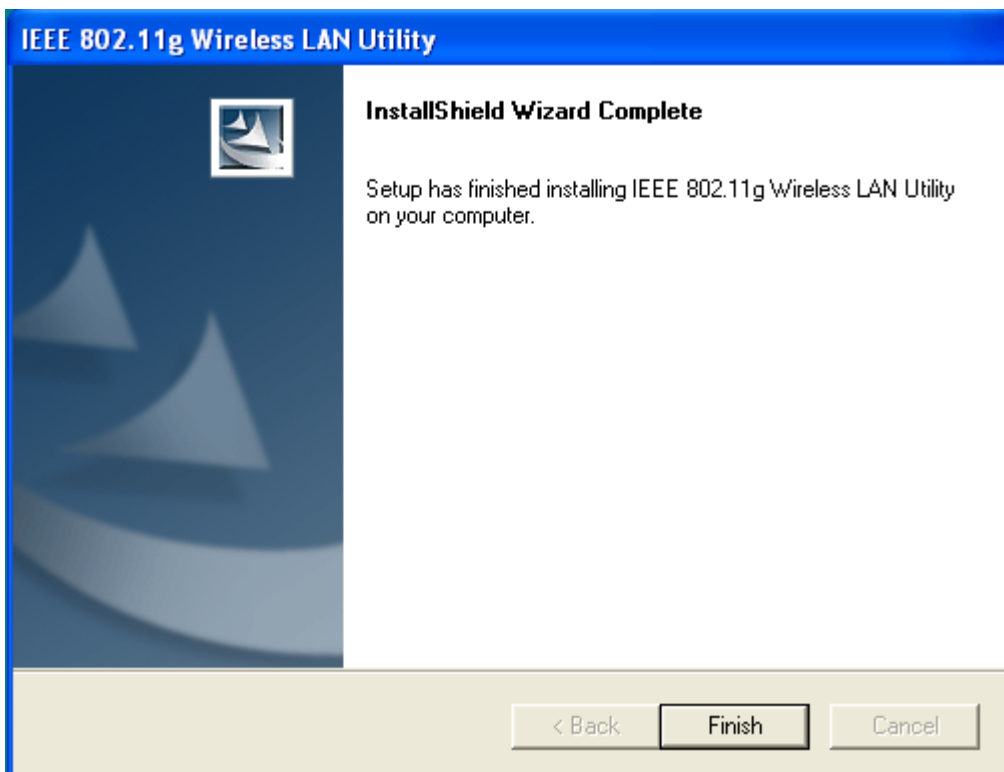 IEEE 802.11g Wireless LAN Utility
InstallShield Wizard Complete
Setup has finished installing IEEE 802.11g Wireless LAN Utility
on your computer.
< Back
Finish
Cancel